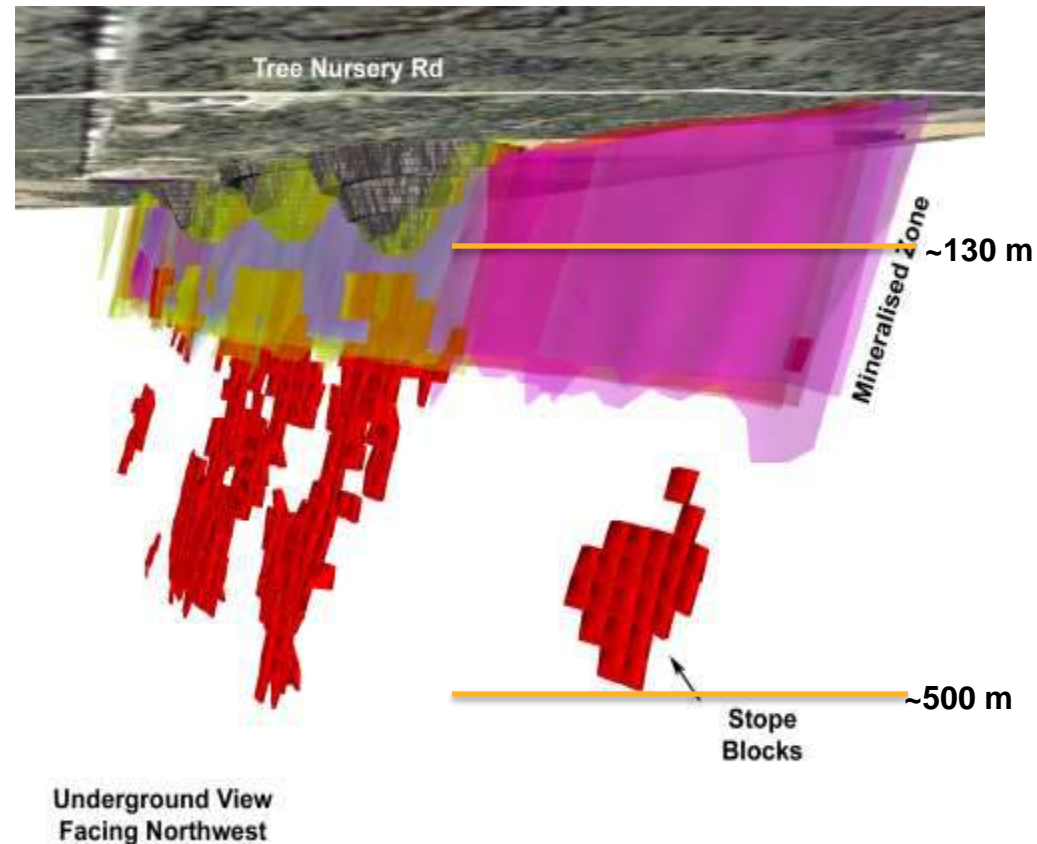 Tree Nursery Rd
~130 m
Mineralised Zone
~500 m
Stope
Blocks
Underground View
Facing Northwest